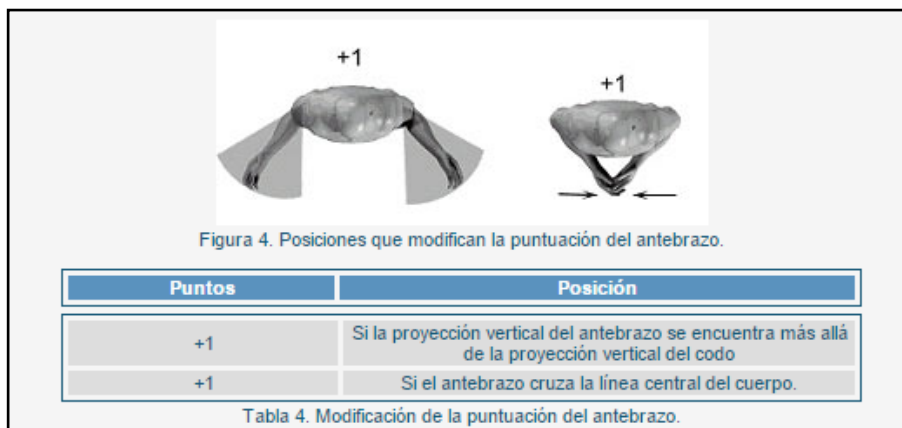 +1
+1
Figura 4. Posiciones que modifican la puntuación del antebrazo.
Puntos Posición
+1 Si la proyección vertical del antebrazo se encuentra más allá
de la proyección vertical del codo
+1 Si el antebrazo cruza la línea central del cuerpo.
Tabla 4. Modificación de la puntuación del antebrazo.